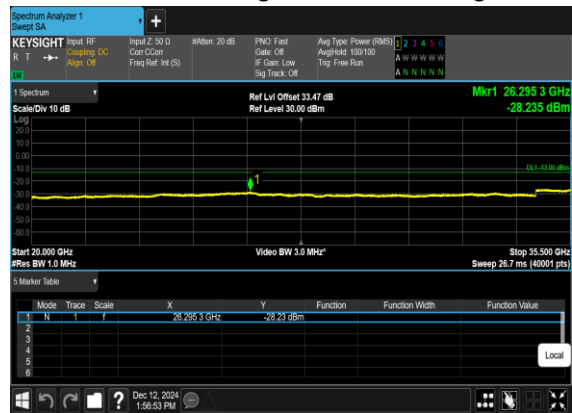 Spectrum Analyzer 1
Swept SA
+
KEYSIGHT Input: RF Input Z: 50 Ω #Atten: 20 dB PNO: Fast Avg Type: Power (RMS) 1 2 3 4 5 6
R T Coupling: DC Corr CCorr Gate: Off Avg|Hold: 100/100 A W W W W W
Align: Off Freq Ref: Int (S) IF Gain: Low Trig: Free Run
Sig Track: Off A N N N N N
1 Spectrum
Scale/Div 10 dB
Ref Lvl Offset 33.47 dB
Ref Level 30.00 dBm
Mkr1 26.295 3 GHz
-28.235 dBm
Log
20.0
10.0
0.00
-10.0
DL1 -13.00 dBm
-20.0
1
-30.0
-40.0
-50.0
-60.0
Start 20.000 GHz Video BW 3.0 MHz* Stop 35.500 GHz
#Res BW 1.0 MHz Sweep 26.7 ms (40001 pts)
5 Marker Table
Mode Trace Scale X Y Function Function Width Function Value
1 N 1 f 26.295 3 GHz -28.23 dBm
2
3
4
5
6
Local
?
Dec 12, 2024
1:56:53 PM